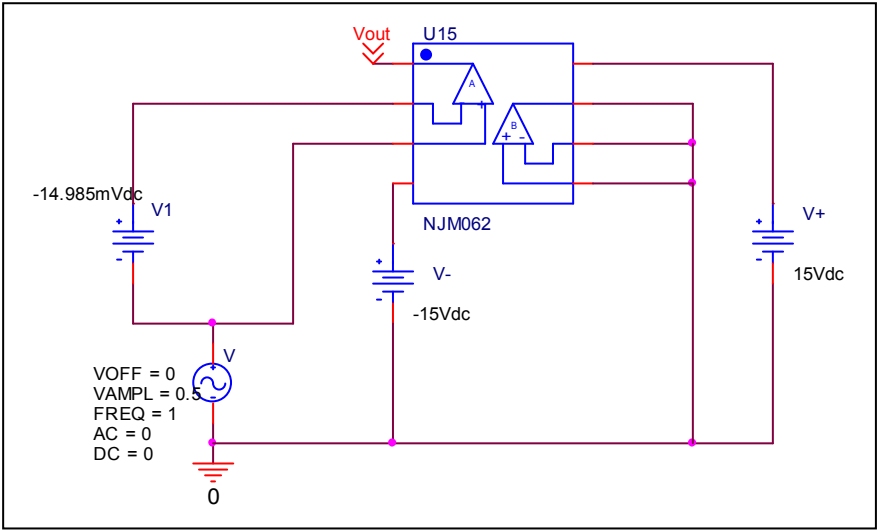 Vout
U15
A
- +
B
+ -
-14.985mVdc
+
V1
-
NJM062
+
V-
-
-15Vdc
+
V+
-
15Vdc
VOFF = 0
VAMPL = 0.5
FREQ = 1
AC = 0
DC = 0
V
+
-
0